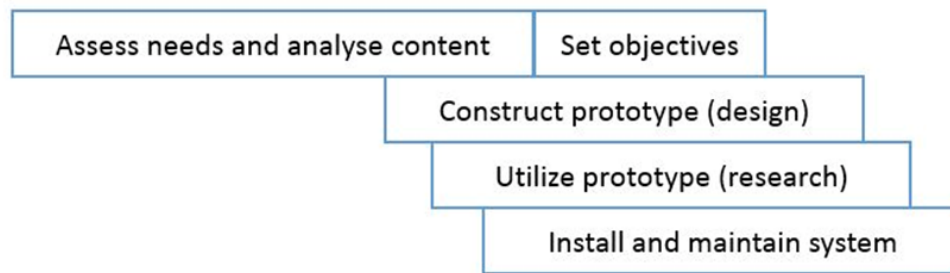 Assess needs and analyse content
Set objectives
Construct prototype (design)
Utilize prototype (research)
Install and maintain system